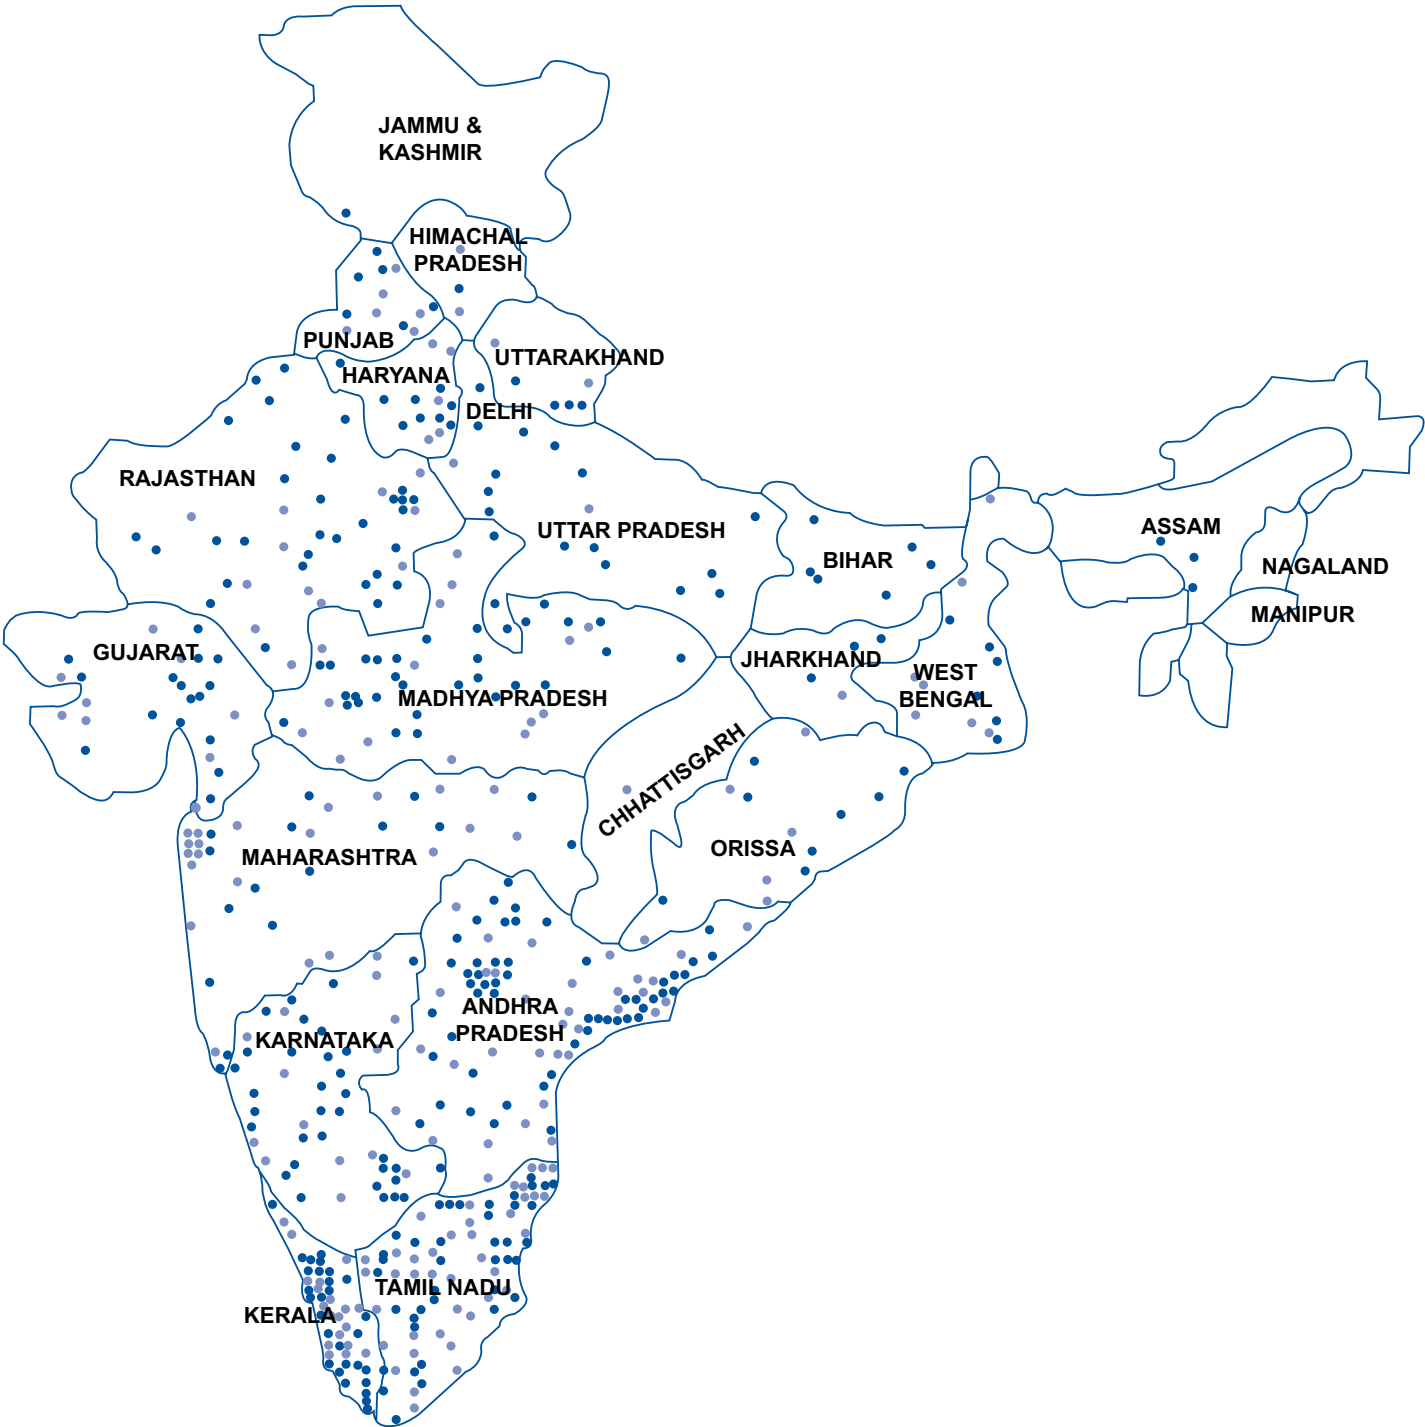 JAMMU &
KASHMIR
HIMACHAL
PRADESH
PUNJAB
UTTARAKHAND
HARYANA
DELHI
RAJASTHAN
UTTAR PRADESH
ASSAM
BIHAR
NAGALAND
MANIPUR
GUJARAT
JHARKHAND
WEST
BENGAL
MADHYA PRADESH
CHHATTISGARH
ORISSA
MAHARASHTRA
ANDHRA
PRADESH
KARNATAKA
TAMIL NADU
KERALA